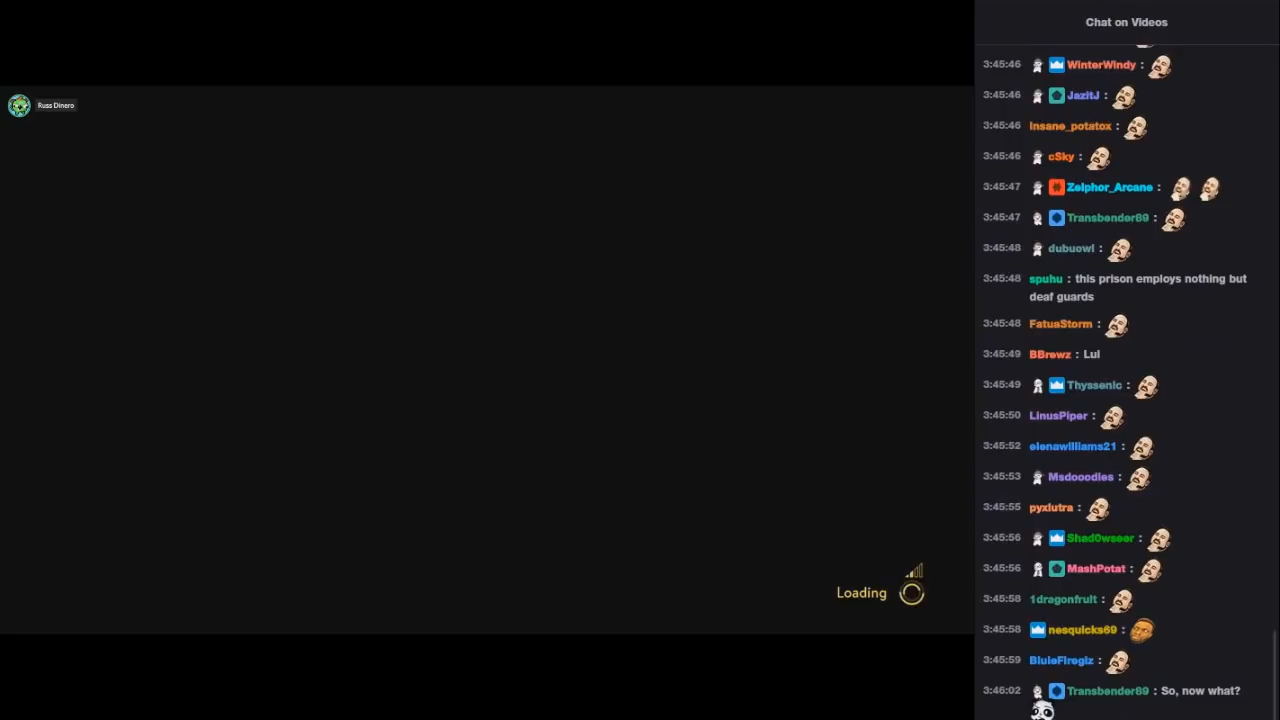 Chat on Videos
Russ Dinero
3:45:46 WinterWindy :
3:45:46 JazitJ :
3:45:46 insane_potatox :
3:45:46 cSky :
3:45:47 Zelphor_Arcane :
3:45:47 Transbender89 :
3:45:48 dubuowl :
3:45:48 spuhu : this prison employs nothing but
deaf guards
3:45:48 FatuaStorm :
3:45:49 BBrewz : Lul
3:45:49 Thyssenic :
3:45:50 LinusPiper :
3:45:52 elenawilliams21 :
3:45:53 Msdooodles :
3:45:55 pyxlutra :
3:45:56 Shad0wseer :
3:45:56 MashPotat :
3:45:58 1dragonfruit :
3:45:58 nesquicks69 :
3:45:59 BluieFiregiz :
3:46:02 Transbender89 : So, now what?
Loading